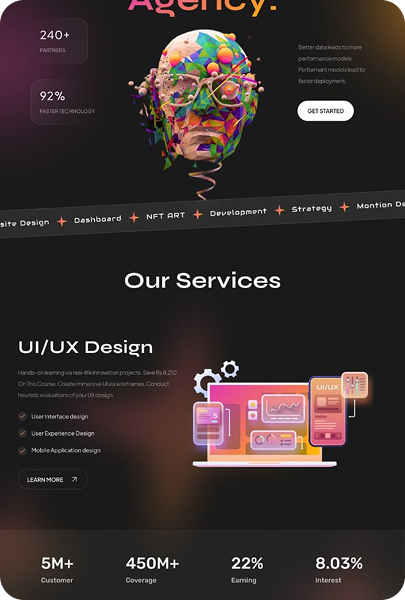 Agency.
240+
PARTNERS
92%
FASTER TECHNOLOGY
Better data leads to more
performance models.
Performant models lead to
faster deployment.
GET STARTED
site Design
Dashboard
NFT ART
Development
Strategy
Montion De
Our Services
UI/UX Design
Hands-on learning via real-life innovation projects. Save Rs 8,210
On This Course. Create immersive UI via wireframes. Conduct
heuristic evaluations of your UX design
User Interface design
User Experience Design
Mobile Application design
LEARN MORE
UI/UX
5M+
Customer
450M+
Coverage
22%
Earning
8.03%
Interest